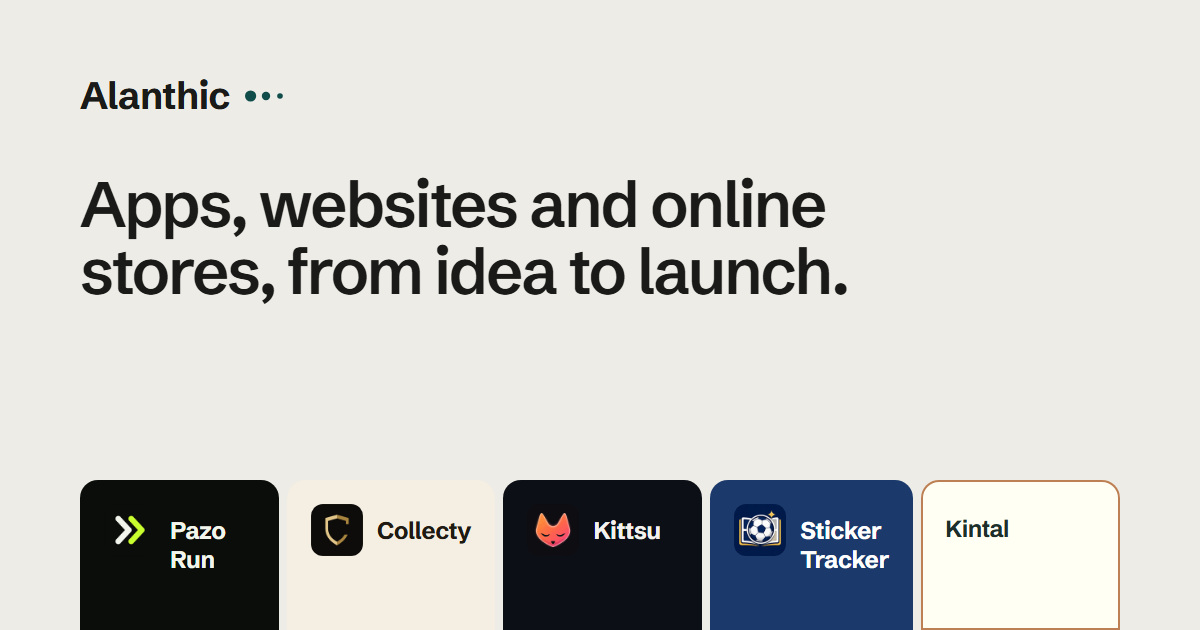 Alanthic
Apps, websites and online
stores, from idea to launch.
Pazo
Run
Collecty
Kittsu
Sticker
Tracker
Kintal